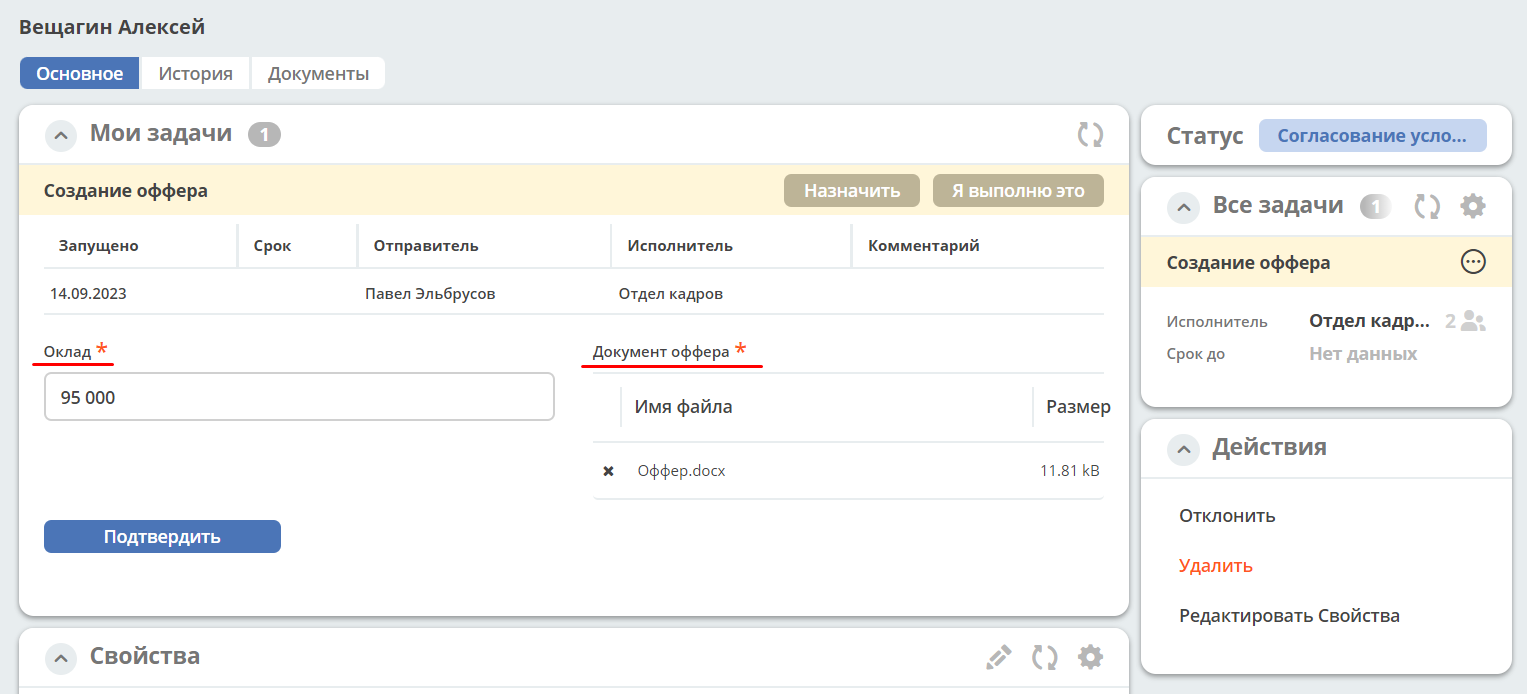 Вещагин Алексей
Основное История Документы
Мои задачи 1
Создание оффера Назначить Я выполню это
Запущено Срок Отправитель Исполнитель Комментарий
14.09.2023 Павел Эльбрусов Отдел кадров
Оклад * Документ оффера *
95 000
Имя файла Размер
Оффер.docx 11.81 kB
Подтвердить
Свойства
Статус Согласование усло...
Все задачи 1
Создание оффера
Исполнитель Отдел кадр... 2
Срок до Нет данных
Действия
Отклонить
Удалить
Редактировать Свойства